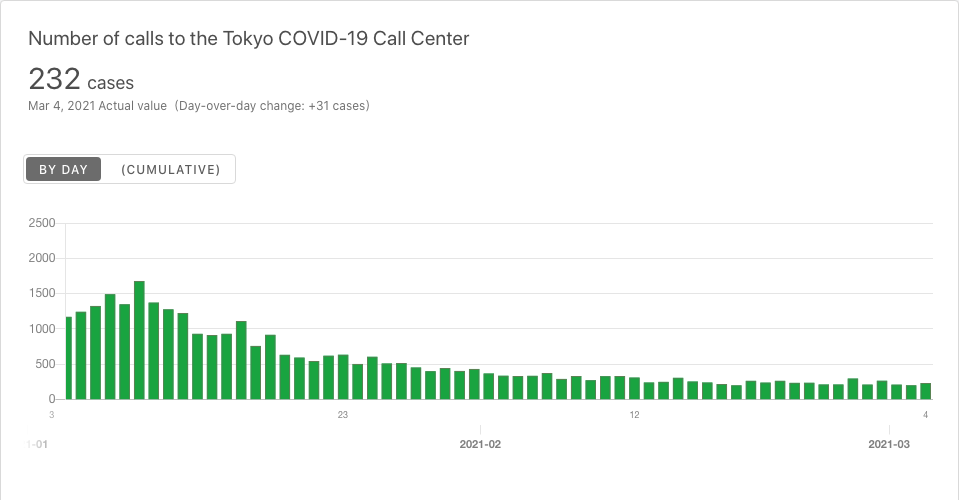 Number of calls to the Tokyo COVID-19 Call Center
232 cases
Mar 4, 2021 Actual value (Day-over-day change: +31 cases)
BY DAY (CUMULATIVE)
2500
2000
1500
1000
500
0
3 23 12 4
-01 2021-02 2021-03